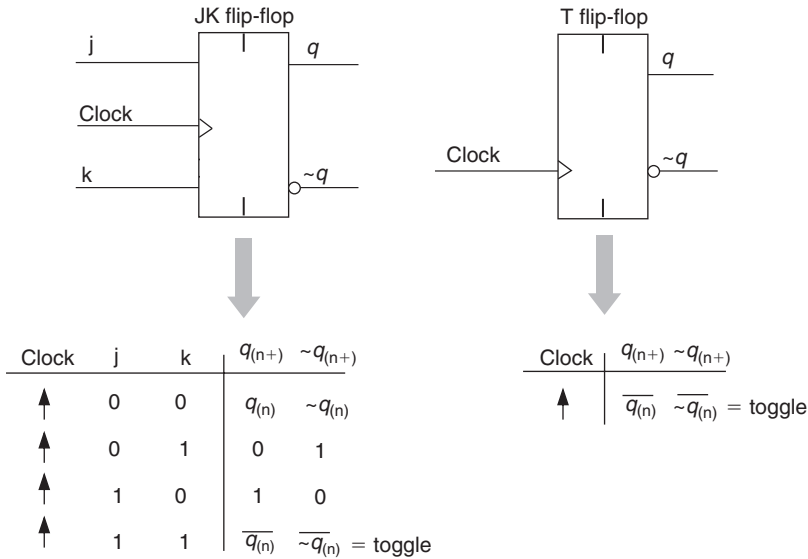 JK flip-flop
j
Clock
k
q
~q
T flip-flop
Clock
q
~q
Clock j k q(n+) ~q(n+)
0 0 q(n) ~q(n)
0 1 0 1
1 0 1 0
1 1 q̅(n) ~q̅(n) = toggle
Clock q(n+) ~q(n+)
q̅(n) ~q̅(n) = toggle